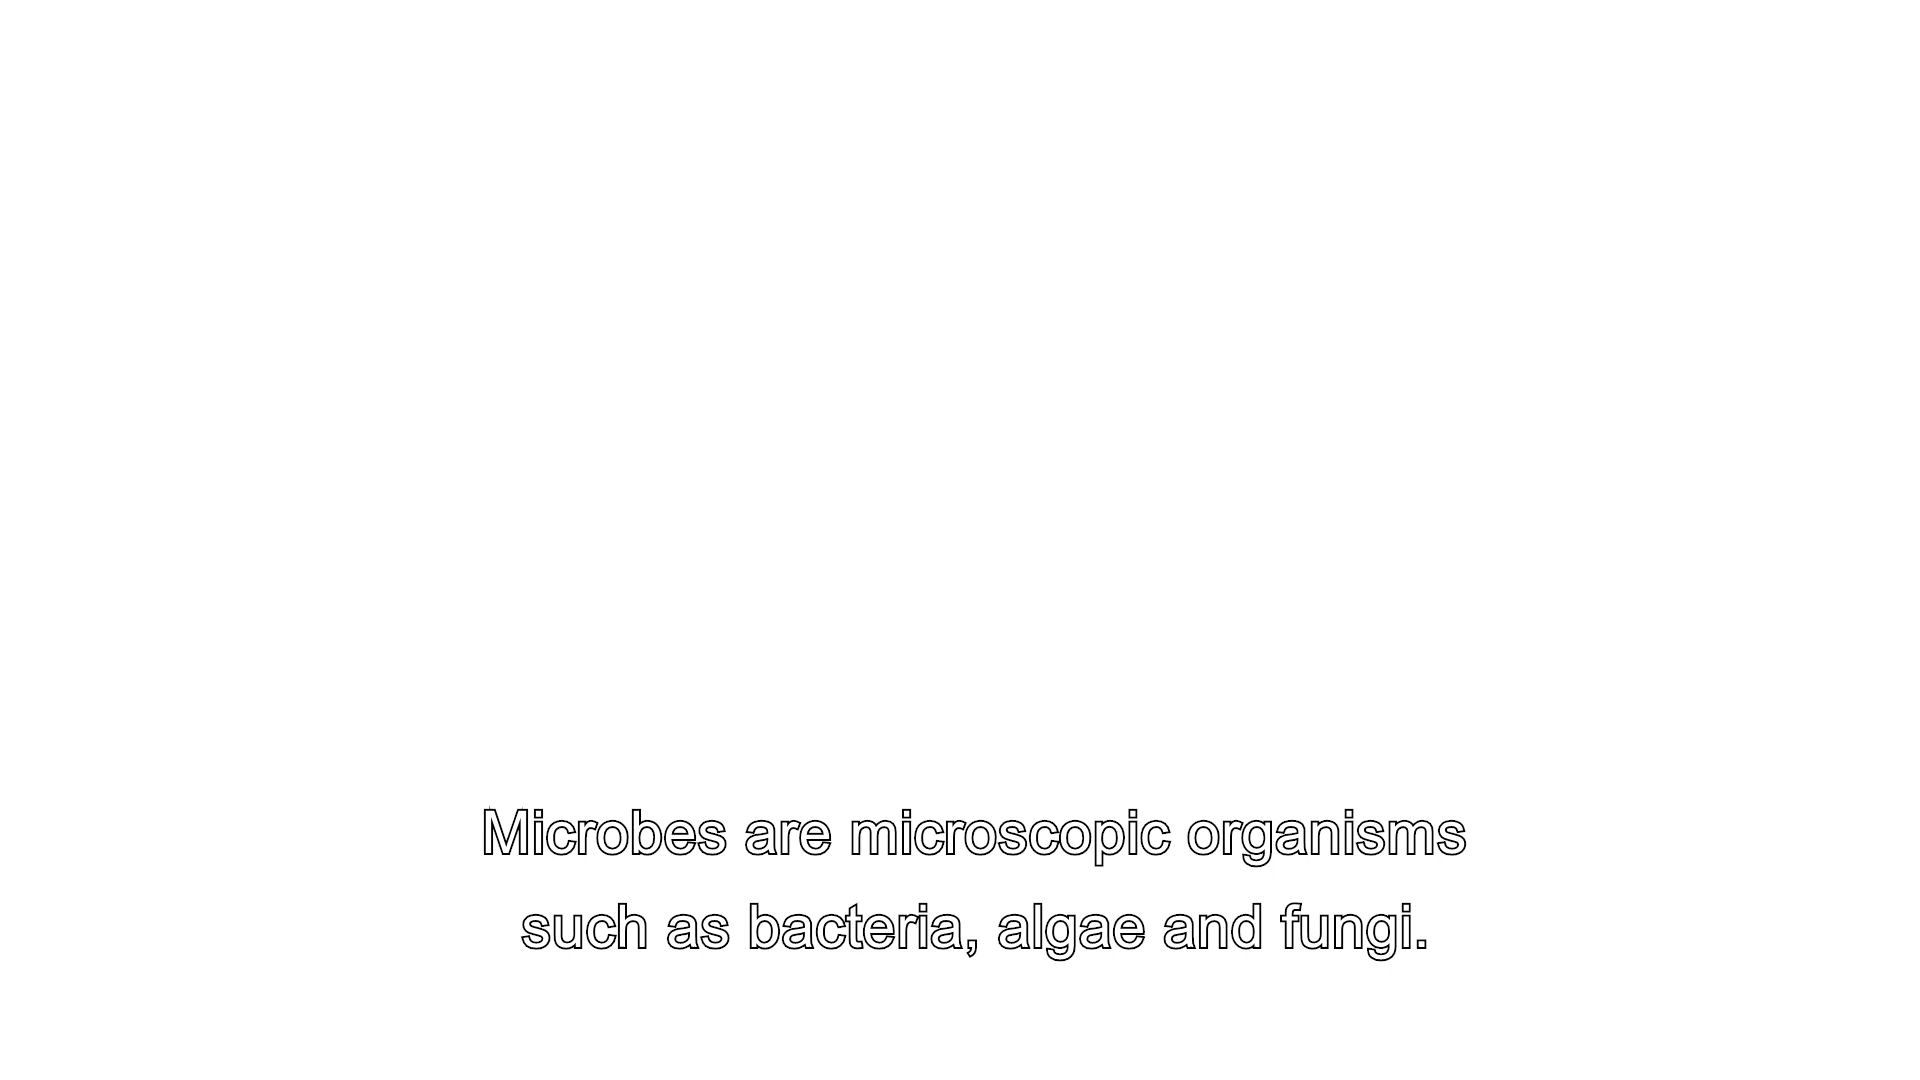 Microbes are microscopic organisms
such as bacteria, algae and fungi.